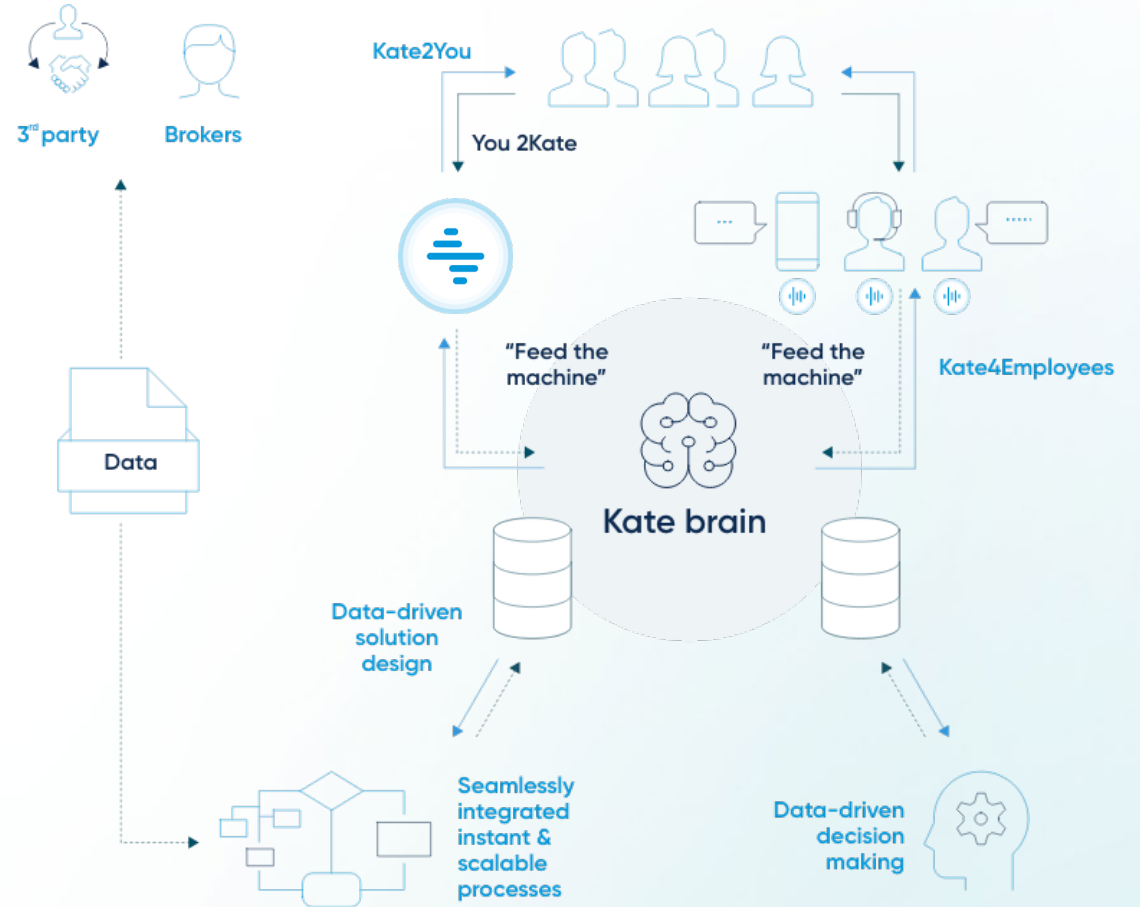 Kate2You
3rd party
Brokers
You 2Kate
...
.....
"Feed the
machine"
"Feed the
machine"
Kate4Employees
Data
Kate brain
Data-driven
solution
design
Seamlessly
integrated
instant &
scalable
processes
Data-driven
decision
making